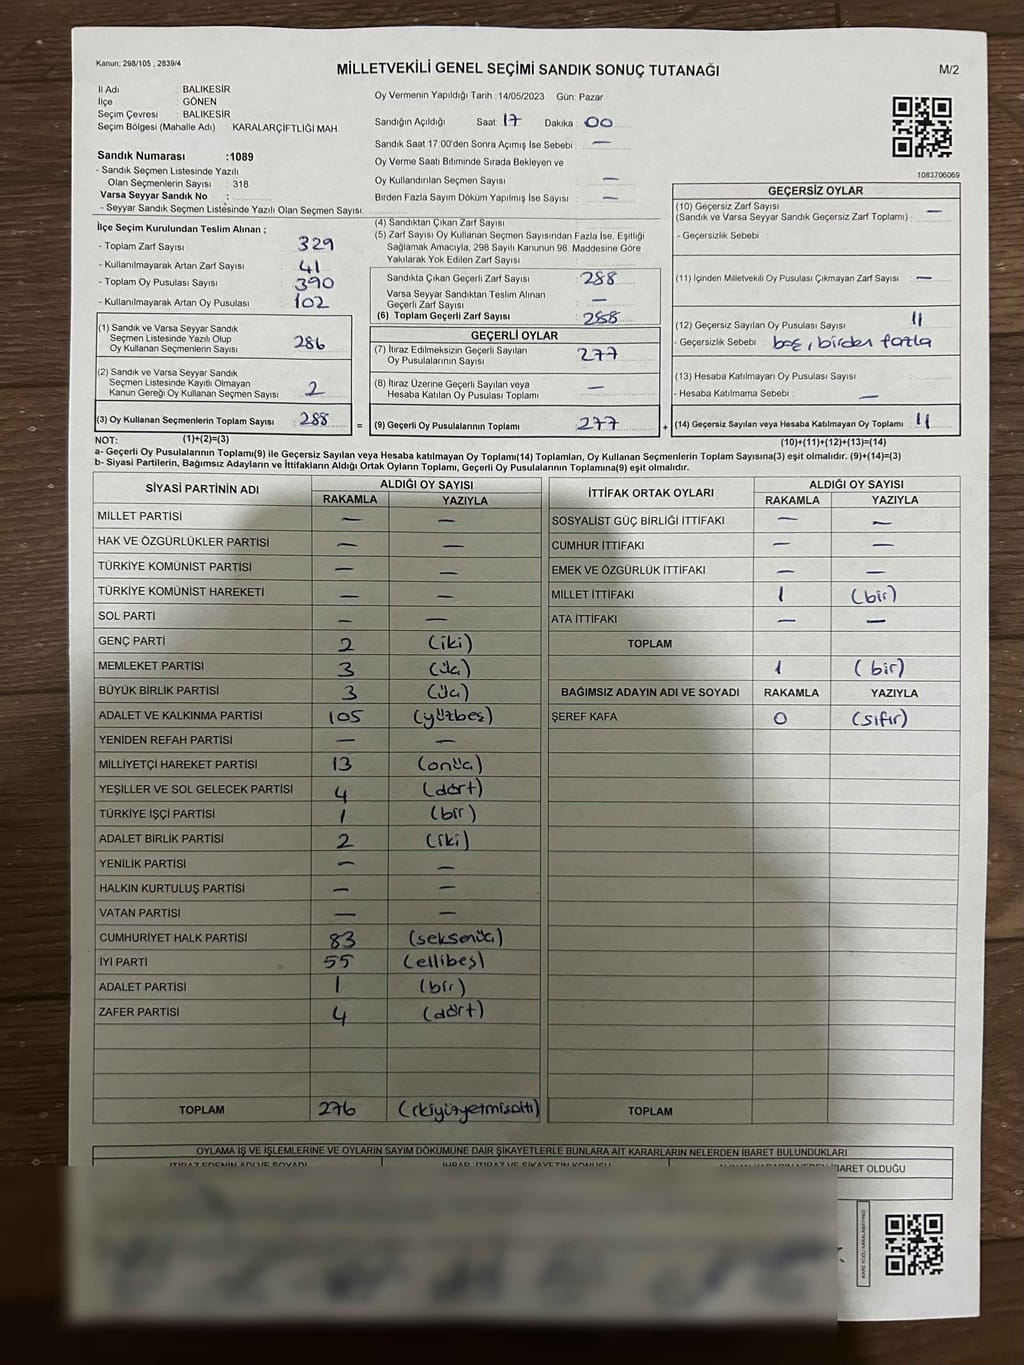 Kanun; 298/105 , 2839/4
MİLLETVEKİLİ GENEL SEÇİMİ SANDIK SONUÇ TUTANAĞI
M/2
İl Adı : BALIKESİR
İlçe : GÖNEN
Seçim Çevresi : BALIKESİR
Seçim Bölgesi (Mahalle Adı) : KARALARÇİFTLİĞİ MAH.
Oy Vermenin Yapıldığı Tarih :14/05/2023 Gün: Pazar
Sandığın Açıldığı Saat: 17 Dakika: 00
Sandık Saat 17:00'den Sonra Açımış İse Sebebi : —
Oy Verme Saati Bitiminde Sırada Bekleyen ve
Oy Kullandırılan Seçmen Sayısı —
Birden Fazla Sayım Döküm Yapılmış İse Sayısı : —
1083706069
Sandık Numarası :1089
- Sandık Seçmen Listesinde Yazılı
Olan Seçmenlerin Sayısı : 318
Varsa Seyyar Sandık No :
- Seyyar Sandık Seçmen Listesinde Yazılı Olan Seçmen Sayısı:
İlçe Seçim Kurulundan Teslim Alınan ;
- Toplam Zarf Sayısı : 329
- Kullanılmayarak Artan Zarf Sayısı : 41
- Toplam Oy Pusulası Sayısı : 390
- Kullanılmayarak Artan Oy Pusulası : 102
(1) Sandık ve Varsa Seyyar Sandık
Seçmen Listesinde Yazılı Olup
Oy Kullanan Seçmenlerin Sayısı 286
(2) Sandık ve Varsa Seyyar Sandık
Seçmen Listesinde Kayıtlı Olmayan
Kanun Gereği Oy Kullanan Seçmen Sayısı 2
(3) Oy Kullanan Seçmenlerin Toplam Sayısı 288
(4) Sandıktan Çıkan Zarf Sayısı
(5) Zarf Sayısı Oy Kullanan Seçmen Sayısından Fazla İse, Eşitliği
Sağlamak Amacıyla, 298 Sayılı Kanunun 98. Maddesine Göre
Yakılarak Yok Edilen Zarf Sayısı :
Sandıkta Çıkan Geçerli Zarf Sayısı : 288
Varsa Seyyar Sandıktan Teslim Alınan
Geçerli Zarf Sayısı : —
(6) Toplam Geçerli Zarf Sayısı : 288
GEÇERLİ OYLAR
(7) İtiraz Edilmeksizin Geçerli Sayılan
Oy Pusulalarının Sayısı : 277
(8) İtiraz Üzerine Geçerli Sayılan veya
Hesaba Katılan Oy Pusulası Toplamı : —
= (9) Geçerli Oy Pusulalarının Toplamı : 277 +
GEÇERSİZ OYLAR
(10) Geçersiz Zarf Sayısı
(Sandık ve Varsa Seyyar Sandık Geçersiz Zarf Toplamı) : —
- Geçersizlik Sebebi :
(11) İçinden Milletvekili Oy Pusulası Çıkmayan Zarf Sayısı : —
(12) Geçersiz Sayılan Oy Pusulası Sayısı : 11
- Geçersizlik Sebebi : boş, birden fazla
(13) Hesaba Katılmayan Oy Pusulası Sayısı :
- Hesaba Katılmama Sebebi : —
(14) Geçersiz Sayılan veya Hesaba Katılmayan Oy Toplamı : 11
NOT: (1)+(2)=(3)
(10)+(11)+(12)+(13)=(14)
a- Geçerli Oy Pusulalarının Toplamı(9) ile Geçersiz Sayılan veya Hesaba katılmayan Oy Toplamı(14) Toplamları, Oy Kullanan Seçmenlerin Toplam Sayısına(3) eşit olmalıdır. (9)+(14)=(3)
b- Siyasi Partilerin, Bağımsız Adayların ve İttifakların Aldığı Ortak Oyların Toplamı, Geçerli Oy Pusulalarının Toplamına(9) eşit olmalıdır.
SİYASİ PARTİNİN ADI ALDIĞI OY SAYISI
RAKAMLA YAZIYLA
MİLLET PARTİSİ — —
HAK VE ÖZGÜRLÜKLER PARTİSİ — —
TÜRKİYE KOMÜNİST PARTİSİ — —
TÜRKİYE KOMÜNİST HAREKETİ — —
SOL PARTİ — —
GENÇ PARTİ 2 (iki)
MEMLEKET PARTİSİ 3 (üç)
BÜYÜK BİRLİK PARTİSİ 3 (üç)
ADALET VE KALKINMA PARTİSİ 105 (yüzbeş)
YENİDEN REFAH PARTİSİ — —
MİLLİYETÇİ HAREKET PARTİSİ 13 (onüç)
YEŞİLLER VE SOL GELECEK PARTİSİ 4 (dört)
TÜRKİYE İŞÇİ PARTİSİ 1 (bir)
ADALET BİRLİK PARTİSİ 2 (iki)
YENİLİK PARTİSİ — —
HALKIN KURTULUŞ PARTİSİ — —
VATAN PARTİSİ — —
CUMHURİYET HALK PARTİSİ 83 (seksenüç)
İYİ PARTİ 55 (ellibeş)
ADALET PARTİSİ 1 (bir)
ZAFER PARTİSİ 4 (dört)
TOPLAM 276 (ikiyüzyetmişaltı)
İTTİFAK ORTAK OYLARI ALDIĞI OY SAYISI
RAKAMLA YAZIYLA
SOSYALİST GÜÇ BİRLİĞİ İTTİFAKI — —
CUMHUR İTTİFAKI — —
EMEK VE ÖZGÜRLÜK İTTİFAKI — —
MİLLET İTTİFAKI 1 (bir)
ATA İTTİFAKI — —
TOPLAM
1 (bir)
BAĞIMSIZ ADAYIN ADI VE SOYADI RAKAMLA YAZIYLA
ŞEREF KAFA 0 (sıfır)
TOPLAM
OYLAMA İŞ VE İŞLEMLERİNE VE OYLARIN SAYIM DÖKÜMÜNE DAİR ŞİKAYETLERLE BUNLARA AİT KARARLARIN NELERDEN İBARET BULUNDUKLARI
İTİRAZ EDENİN ADI VE SOYADI İHBAR, İTİRAZ VE ŞİKAYETİN KONUSU NEDEN İBARET OLDUĞU